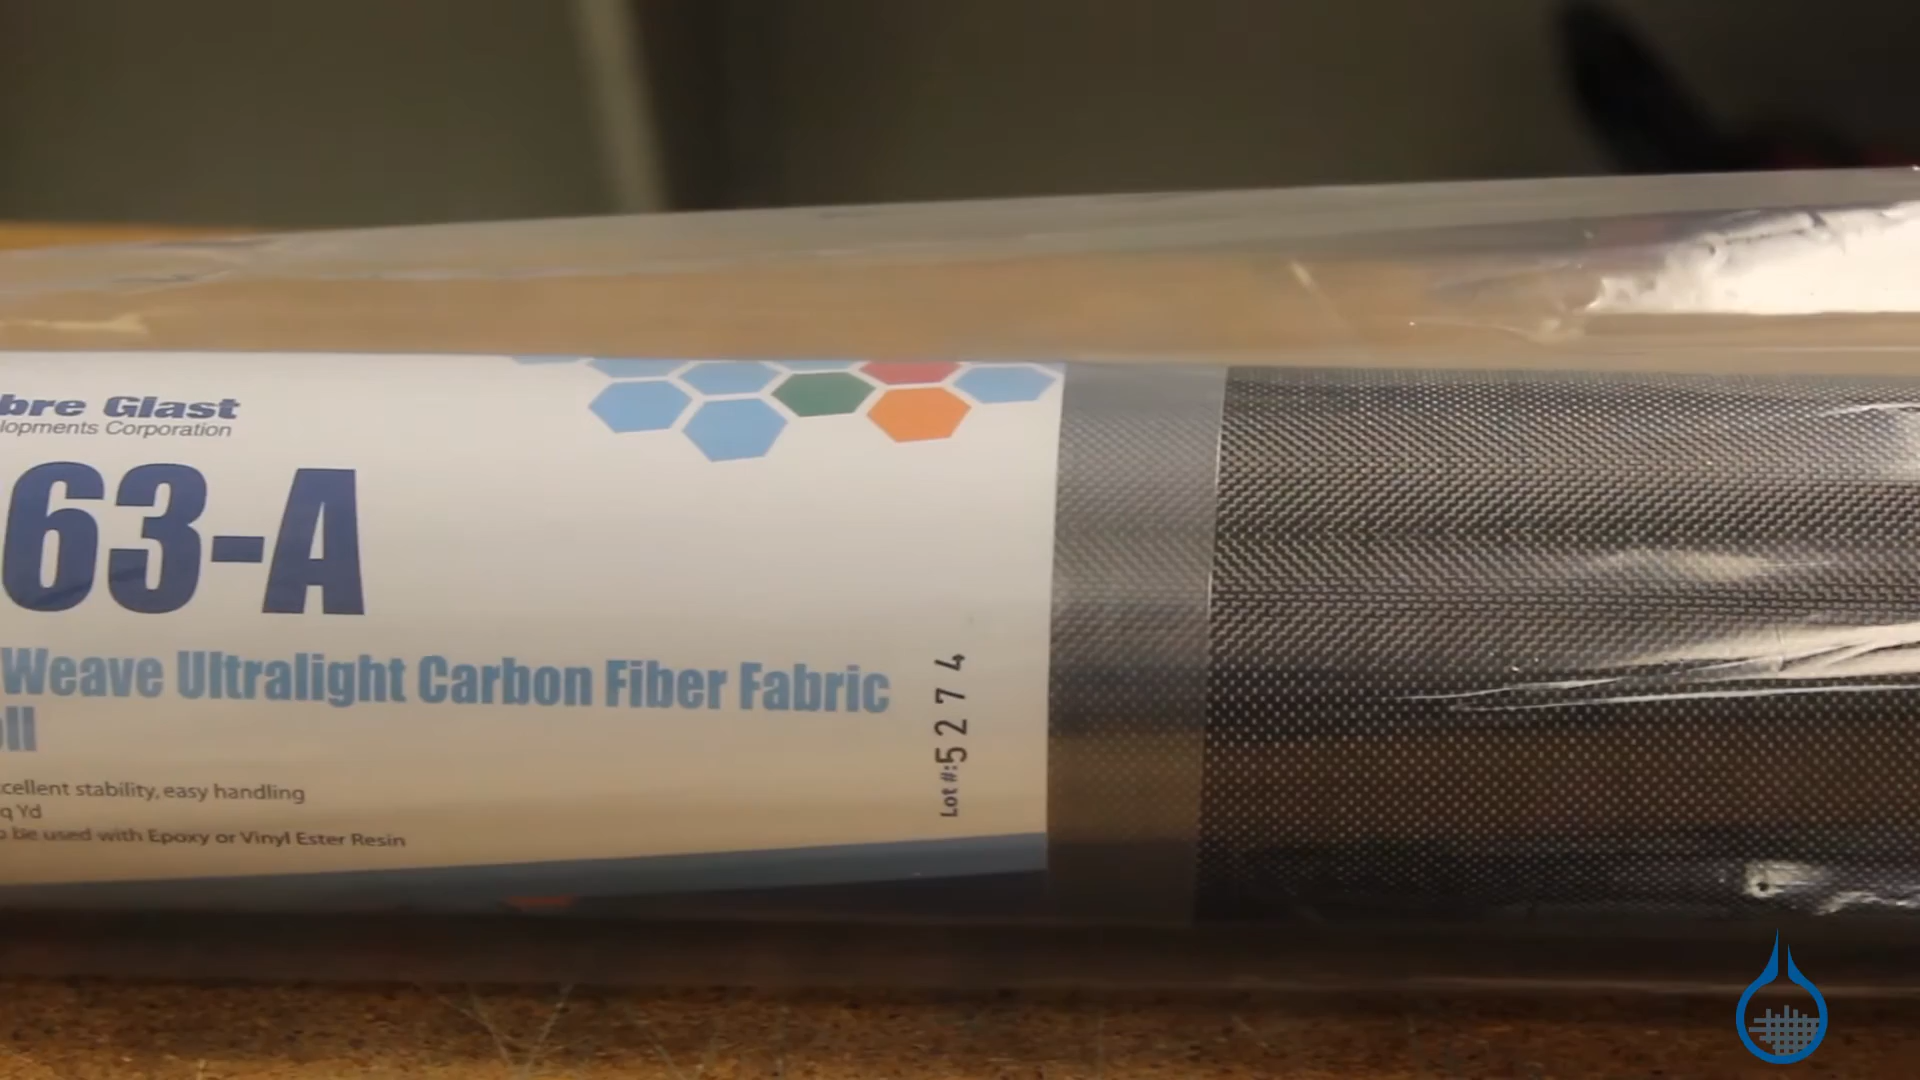 bre Glast
lopments Corporation
63-A
Weave Ultralight Carbon Fiber Fabric
oll
cellent stability, easy handling
q Yd
o be used with Epoxy or Vinyl Ester Resin
Lot #: 5274